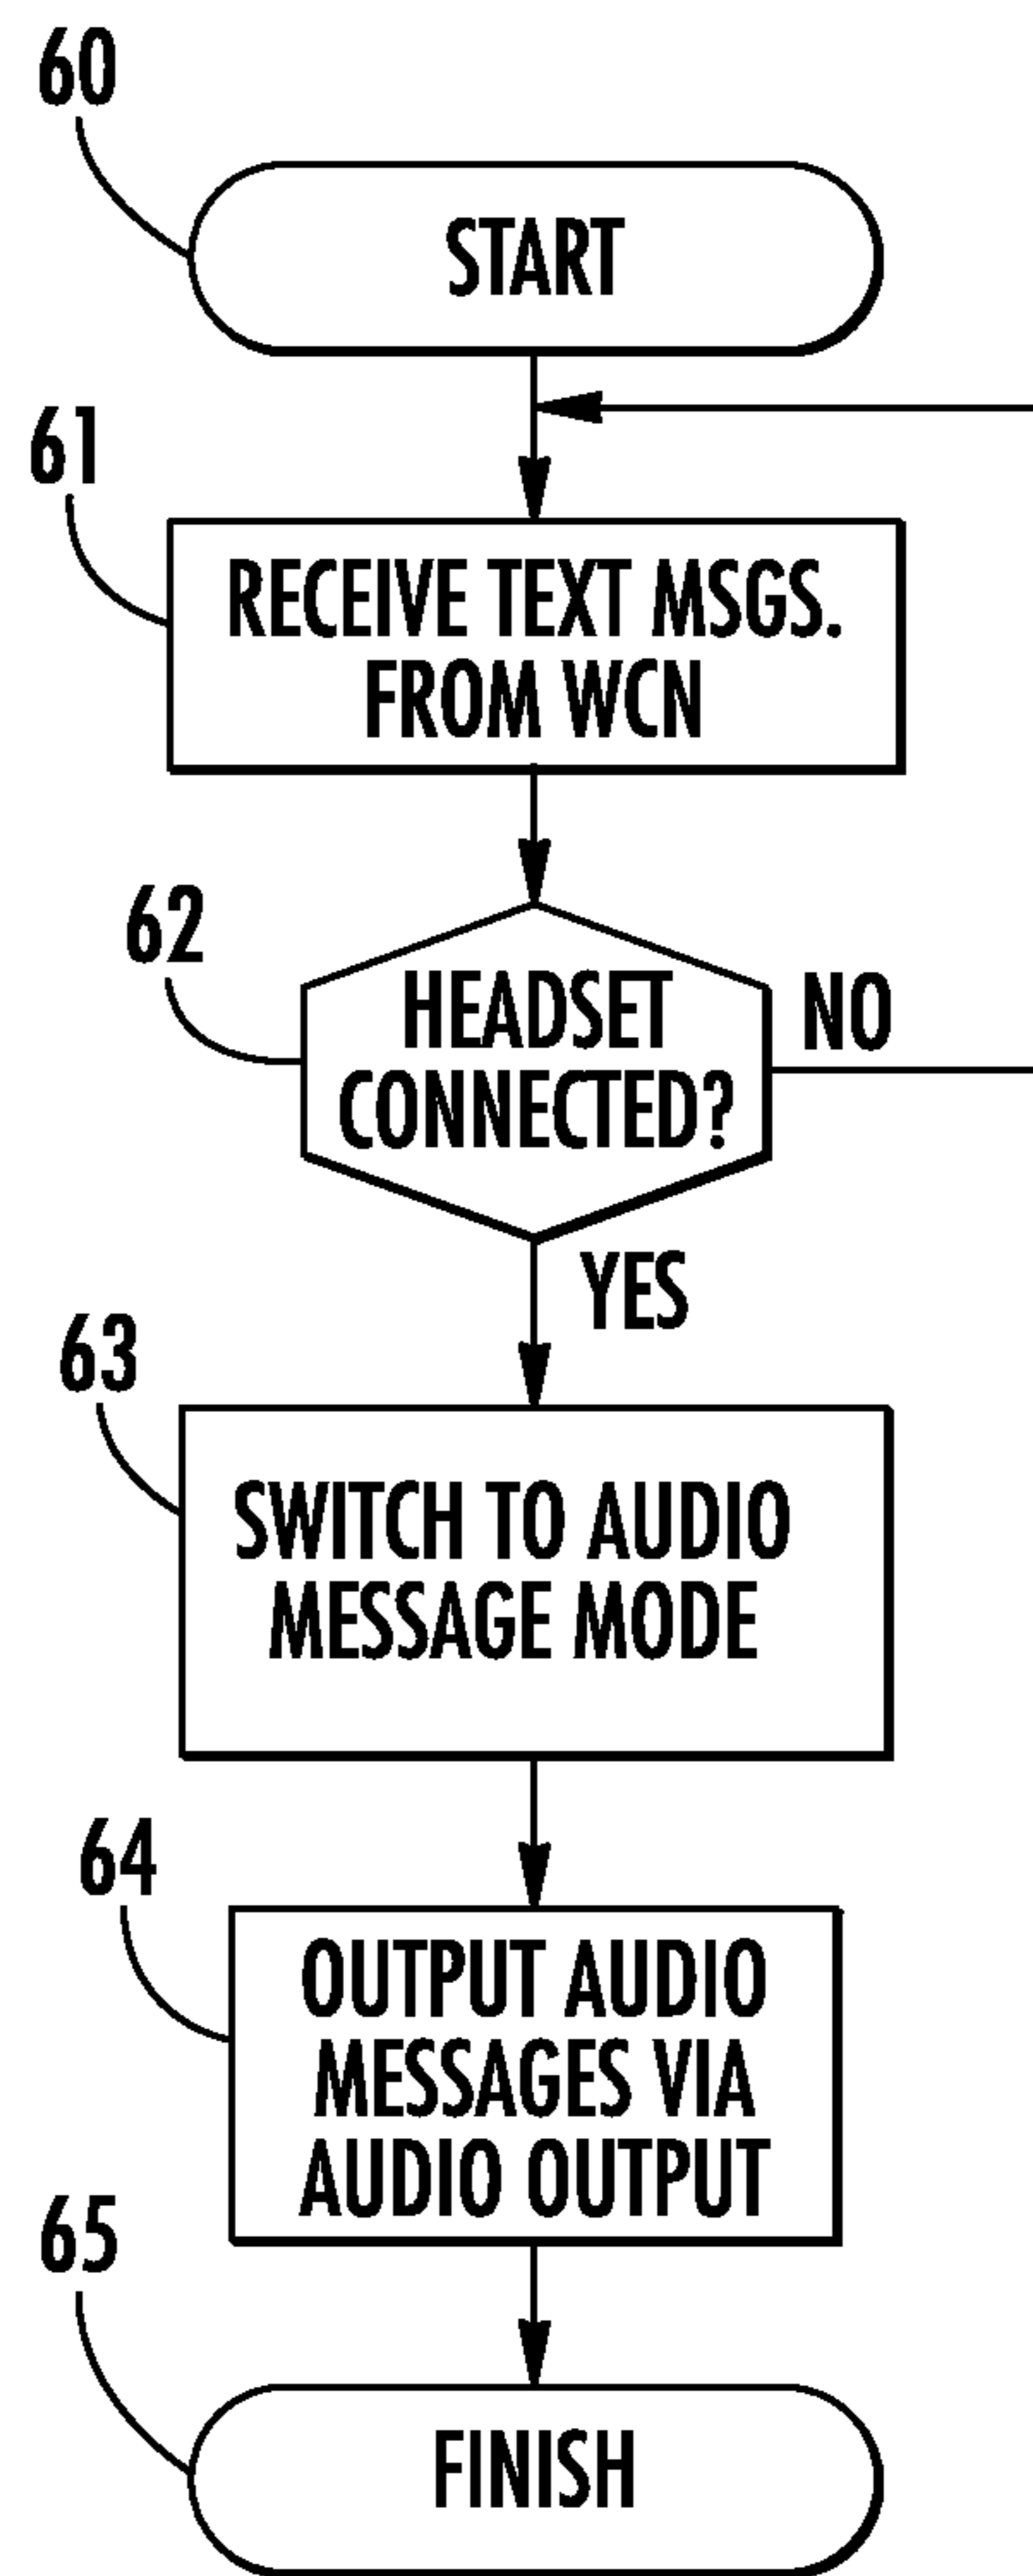 60
START
61
RECEIVE TEXT MSGS.
FROM WCN
62
HEADSET
CONNECTED?
NO
YES
63
SWITCH TO AUDIO
MESSAGE MODE
64
OUTPUT AUDIO
MESSAGES VIA
AUDIO OUTPUT
65
FINISH